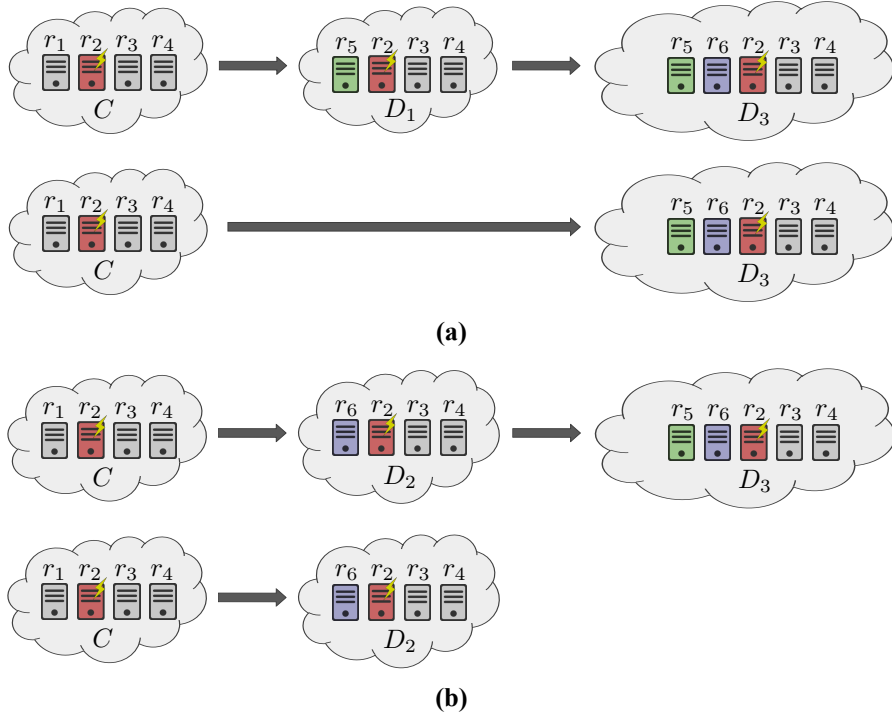 r₁ r₂ r₃ r₄ r₅ r₂ r₃ r₄ r₅ r₆ r₂ r₃ r₄
C D₁ D₃
r₁ r₂ r₃ r₄ r₅ r₆ r₂ r₃ r₄
C D₃
(a)
r₁ r₂ r₃ r₄ r₆ r₂ r₃ r₄ r₅ r₆ r₂ r₃ r₄
C D₂ D₃
r₁ r₂ r₃ r₄ r₆ r₂ r₃ r₄
C D₂
(b)